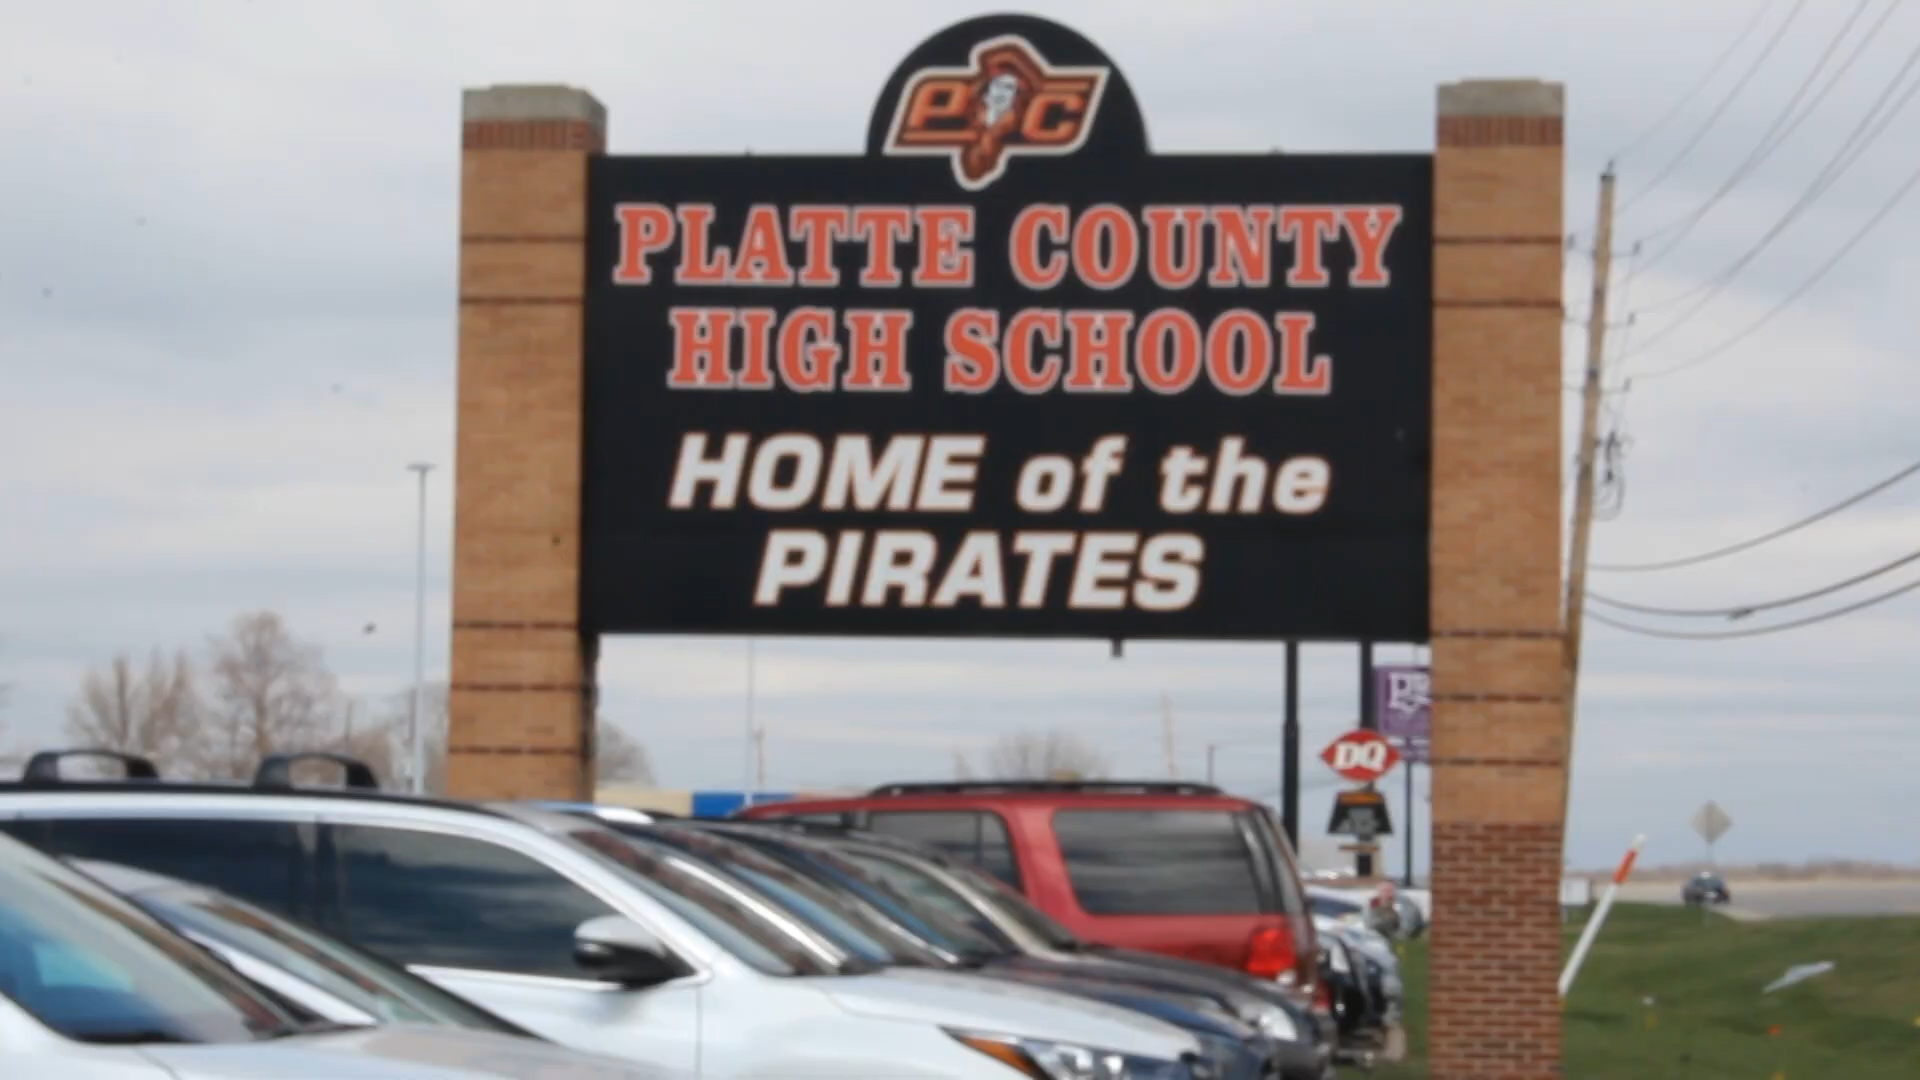 PC
PLATTE COUNTY
HIGH SCHOOL
HOME of the
PIRATES
DQ